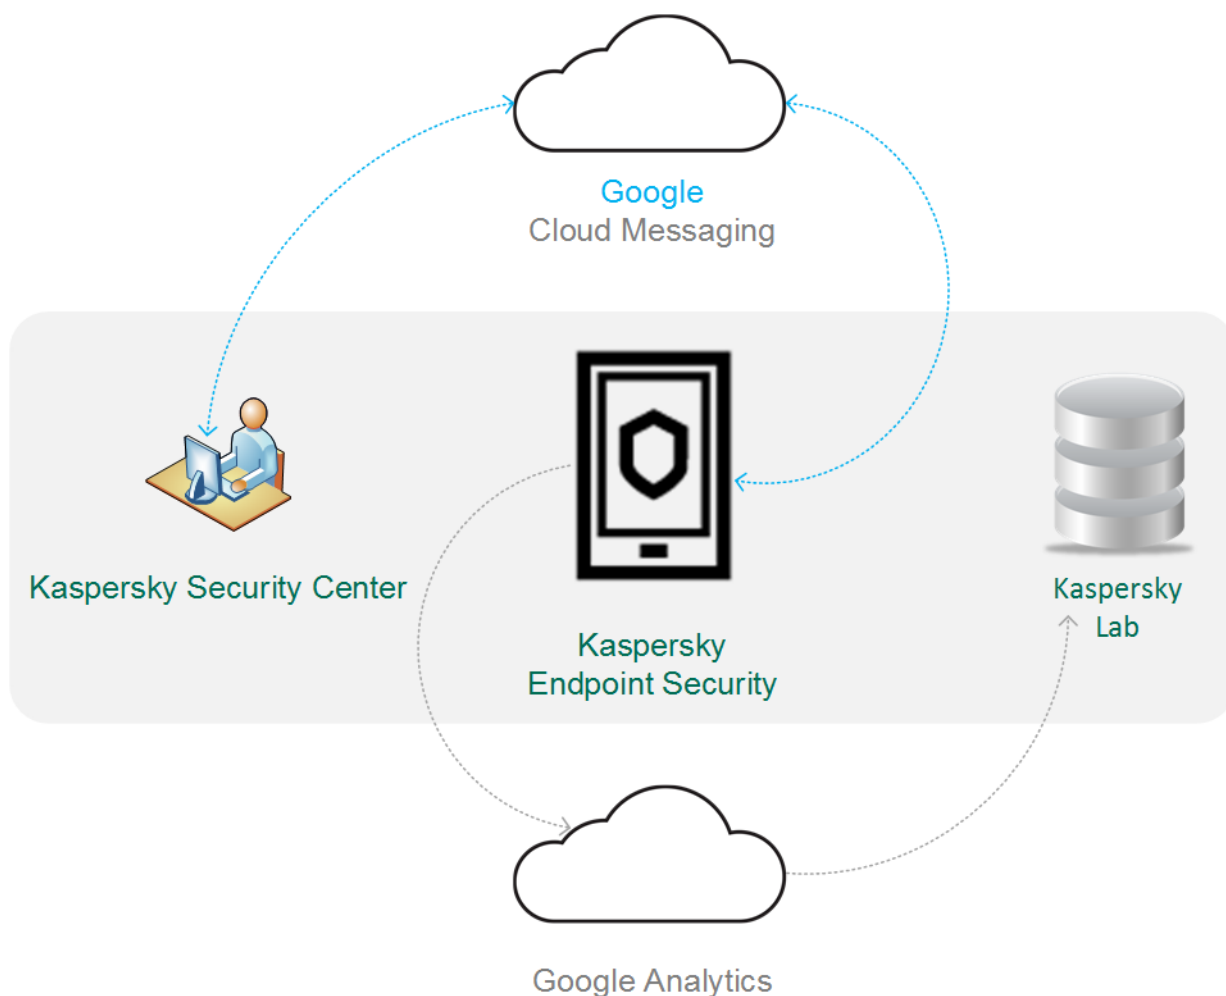 Google
Cloud Messaging
Kaspersky Security Center
Kaspersky
Endpoint Security
Kaspersky
Lab
Google Analytics